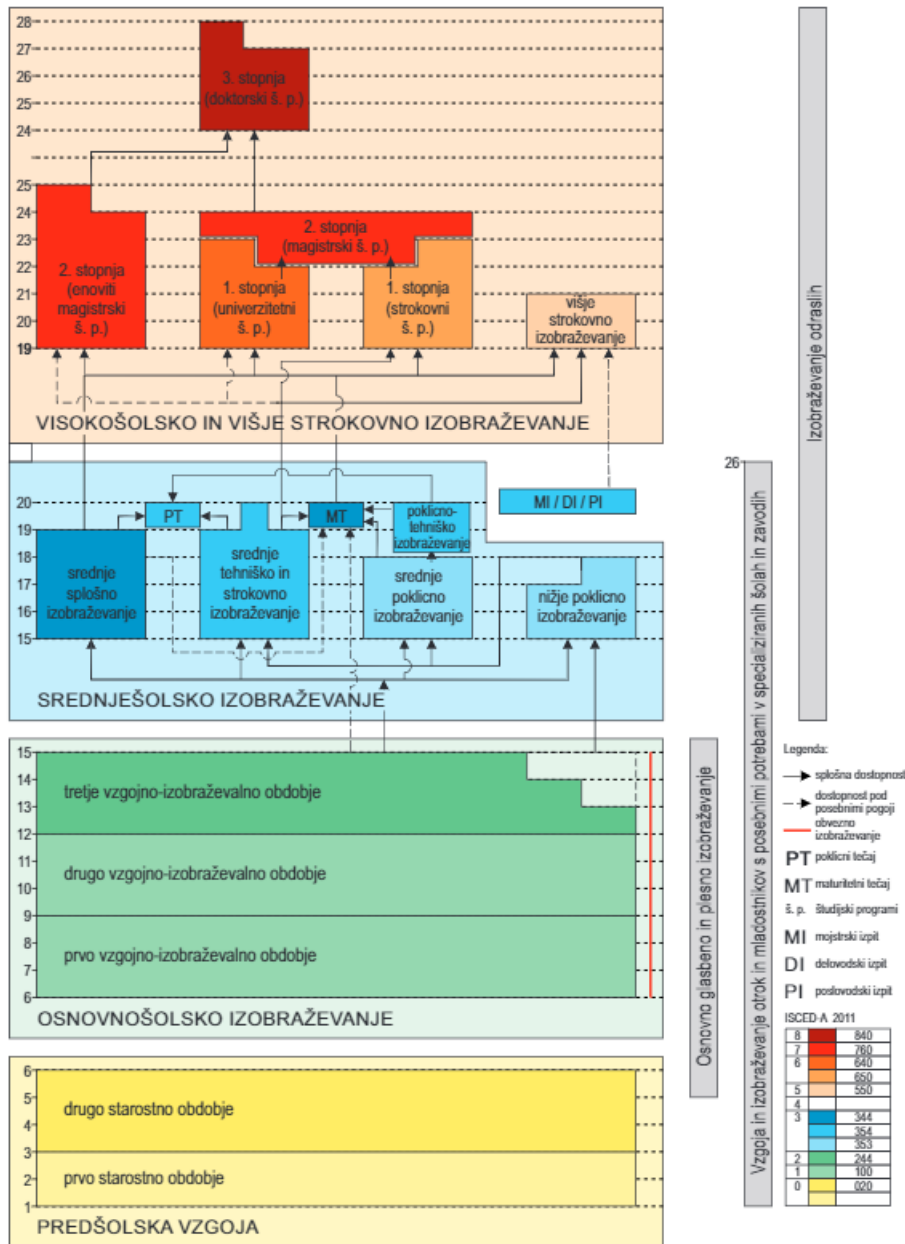 28
27
26
25
24
3. stopnja
(doktorski š. p.)
25
24
23
22
21
20
19
2. stopnja
(enoviti
magistrski
š. p.)
2. stopnja
(magistrski š. p.)
1. stopnja
(univerzitetni
š. p.)
1. stopnja
(strokovni
š. p.)
višje
strokovno
izobraževanje
VISOKOŠOLSKO IN VIŠJE STROKOVNO IZOBRAŽEVANJE
20
19
18
17
16
15
PT
MT
poklicno-
tehniško
izobraževanje
MI / DI / PI
srednje
splošno
izobraževanje
srednje
tehniško in
strokovno
izobraževanje
srednje
poklicno
izobraževanje
nižje poklicno
izobraževanje
SREDNJEŠOLSKO IZOBRAŽEVANJE
15
14
13
12
11
10
9
8
7
6
tretje vzgojno-izobraževalno obdobje
drugo vzgojno-izobraževalno obdobje
prvo vzgojno-izobraževalno obdobje
OSNOVNOŠOLSKO IZOBRAŽEVANJE
6
5
4
3
2
1
drugo starostno obdobje
prvo starostno obdobje
PREDŠOLSKA VZGOJA
Osnovno glasbeno in plesno izobraževanje
26
Vzgoja in izobraževanje otrok in mladostnikov s posebnimi potrebami v specializiranih šolah in zavodih
Izobraževanje odraslih
Legenda:
splošna dostopnost
dostopnost pod
posebnimi pogoji
obvezno
izobraževanje
PT poklicni tečaj
MT maturitetni tečaj
š. p. študijski programi
MI mojstrski izpit
DI delovodski izpit
PI poslovodski izpit
ISCED-A 2011
8 840
7 760
6 640
650
5 550
4
3 344
354
353
2 244
1 100
0 020